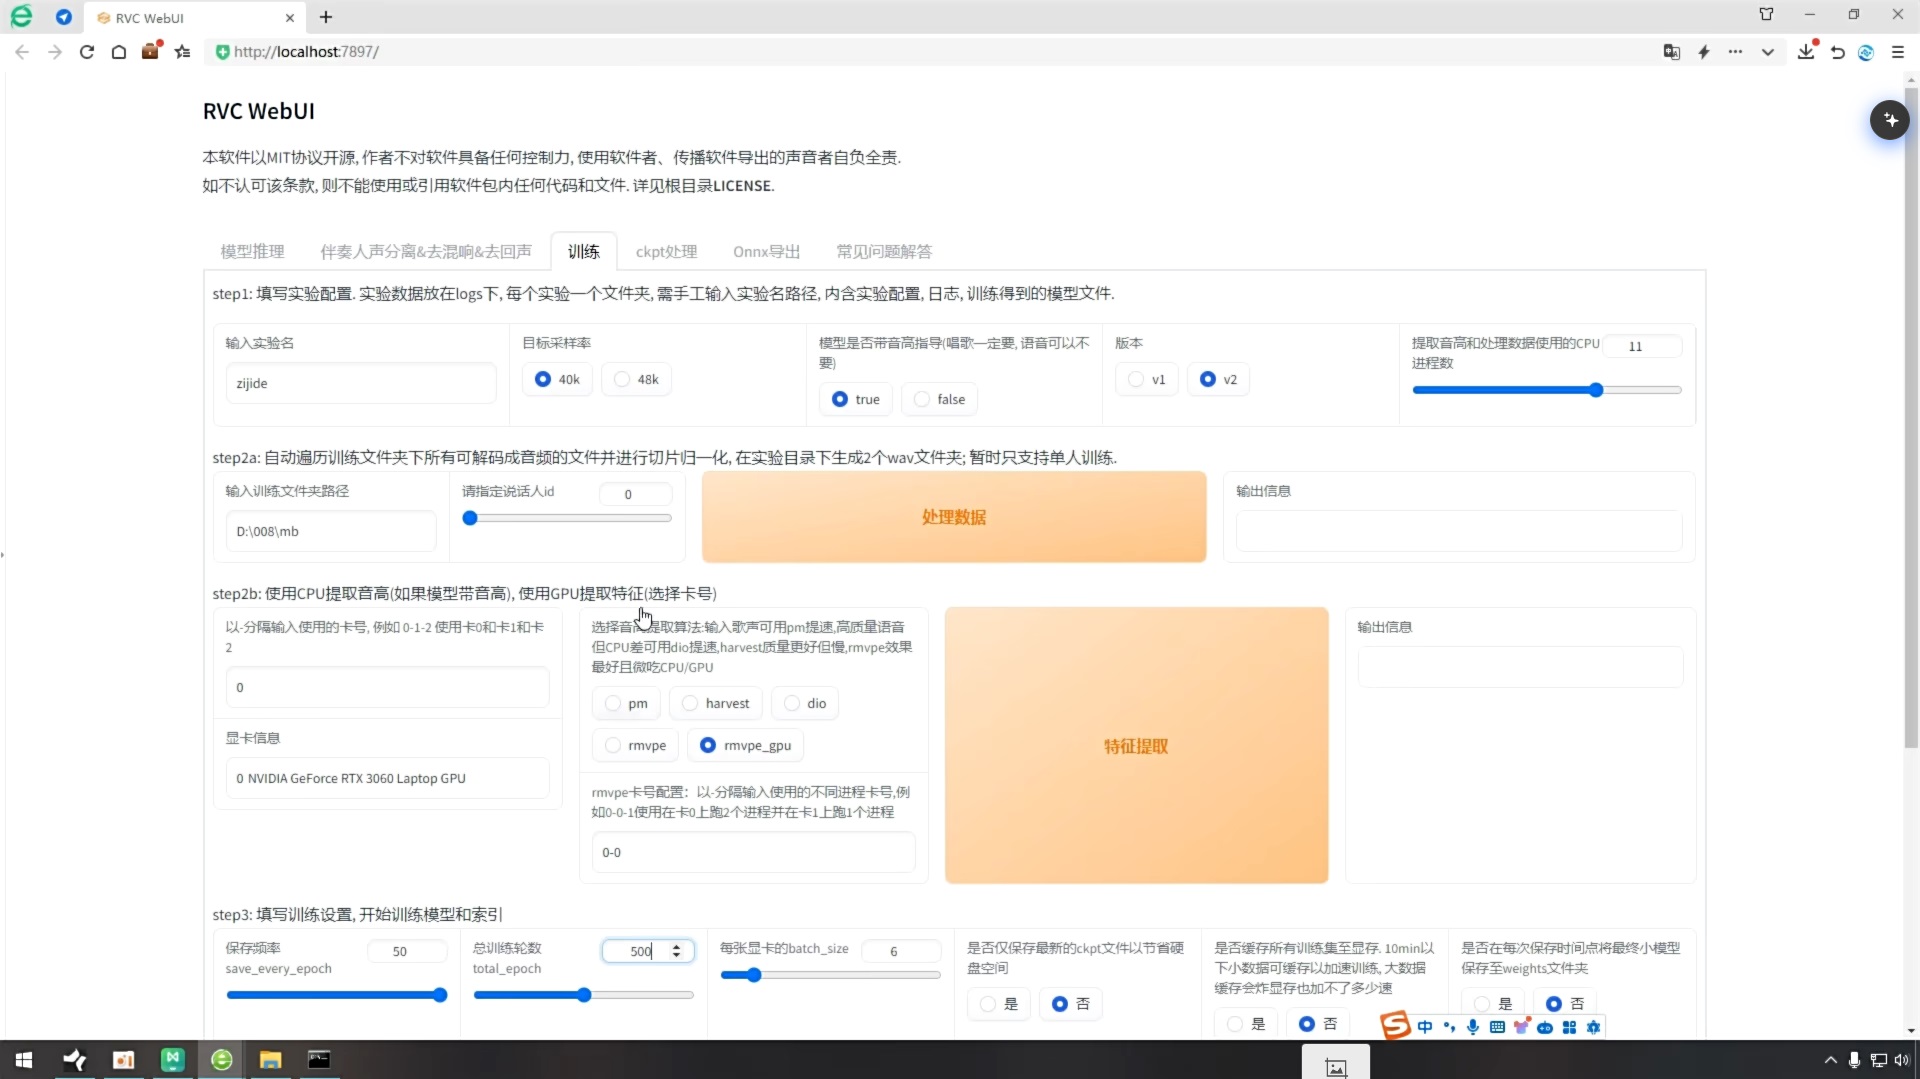 RVC WebUI
http://localhost:7897/
RVC WebUI
本软件以MIT协议开源, 作者不对软件具备任何控制力, 使用软件者、传播软件导出的声音者自负全责.
如不认可该条款, 则不能使用或引用软件包内任何代码和文件. 详见根目录LICENSE.
模型推理 伴奏人声分离&去混响&去回声 训练 ckpt处理 Onnx导出 常见问题解答
step1: 填写实验配置. 实验数据放在logs下, 每个实验一个文件夹, 需手工输入实验名路径, 内含实验配置, 日志, 训练得到的模型文件.
输入实验名
zijide
目标采样率
40k 48k
模型是否带音高指导(唱歌一定要, 语音可以不
要)
true false
版本
v1 v2
提取音高和处理数据使用的CPU
进程数
11
step2a: 自动遍历训练文件夹下所有可解码成音频的文件并进行切片归一化, 在实验目录下生成2个wav文件夹; 暂时只支持单人训练.
输入训练文件夹路径
D:\008\mb
请指定说话人id
0
处理数据
输出信息
step2b: 使用CPU提取音高(如果模型带音高), 使用GPU提取特征(选择卡号)
以-分隔输入使用的卡号, 例如 0-1-2 使用卡0和卡1和卡
2
0
显卡信息
0 NVIDIA GeForce RTX 3060 Laptop GPU
选择音高提取算法:输入歌声可用pm提速,高质量语音
但CPU差可用dio提速,harvest质量更好但慢,rmvpe效果
最好且微吃CPU/GPU
pm harvest dio
rmvpe rmvpe_gpu
rmvpe卡号配置：以-分隔输入使用的不同进程卡号,例
如0-0-1使用在卡0上跑2个进程并在卡1上跑1个进程
0-0
特征提取
输出信息
step3: 填写训练设置, 开始训练模型和索引
保存频率
save_every_epoch
50
总训练轮数
total_epoch
500
每张显卡的batch_size
6
是否仅保存最新的ckpt文件以节省硬
盘空间
是 否
是否缓存所有训练集至显存. 10min以
下小数据可缓存以加速训练, 大数据
缓存会炸显存也加不了多少速
是 否
是否在每次保存时间点将最终小模型
保存至weights文件夹
是 否
中